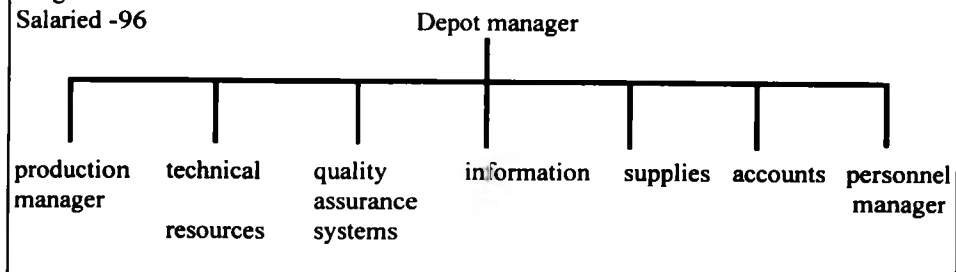 Salaried -96
Depot manager
production technical quality information supplies accounts personnel
manager assurance manager
resources systems